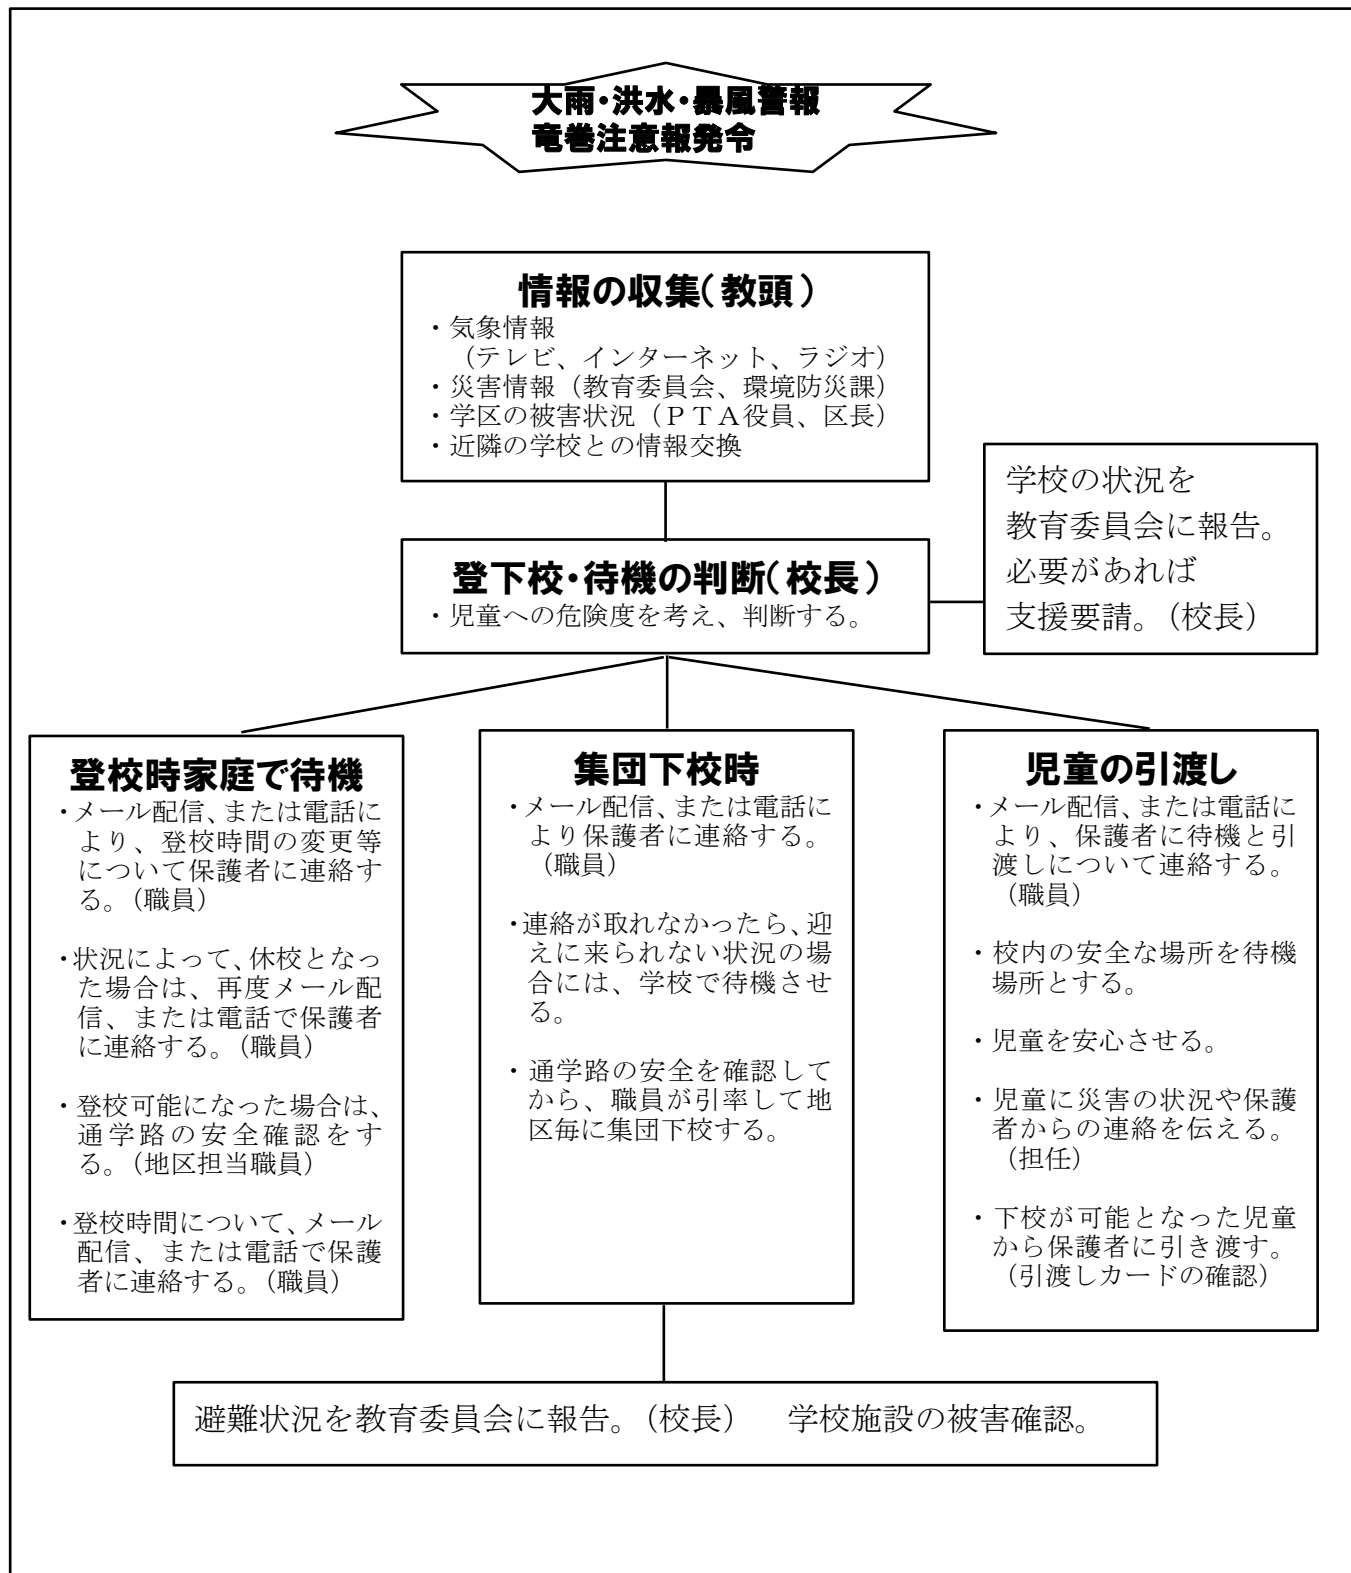 大雨・洪水・暴風警報
竜巻注意報発令
情報の収集（教頭）
・気象情報
（テレビ、インターネット、ラジオ）
・災害情報（教育委員会、環境防災課）
・学区の被害状況（ＰＴＡ役員、区長）
・近隣の学校との情報交換
学校の状況を
教育委員会に報告。
必要があれば
支援要請。（校長）
登下校・待機の判断（校長）
・児童への危険度を考え、判断する。
登校時家庭で待機
・メール配信、または電話に
より、登校時間の変更等
について保護者に連絡す
る。（職員）
・状況によって、休校となっ
た場合は、再度メール配
信、または電話で保護者
に連絡する。（職員）
・登校可能になった場合は、
通学路の安全確認をす
る。（地区担当職員）
・登校時間について、メール
配信、または電話で保護
者に連絡する。（職員）
集団下校時
・メール配信、または電話に
より保護者に連絡する。
（職員）
・連絡が取れなかったら、迎
えに来られない状況の場
合には、学校で待機させ
る。
・通学路の安全を確認して
から、職員が引率して地
区毎に集団下校する。
児童の引渡し
・メール配信、または電話に
より、保護者に待機と引
渡しについて連絡する。
（職員）
・校内の安全な場所を待機
場所とする。
・児童を安心させる。
・児童に災害の状況や保護
者からの連絡を伝える。
（担任）
・下校が可能となった児童
から保護者に引き渡す。
（引渡しカードの確認）
避難状況を教育委員会に報告。（校長）　学校施設の被害確認。